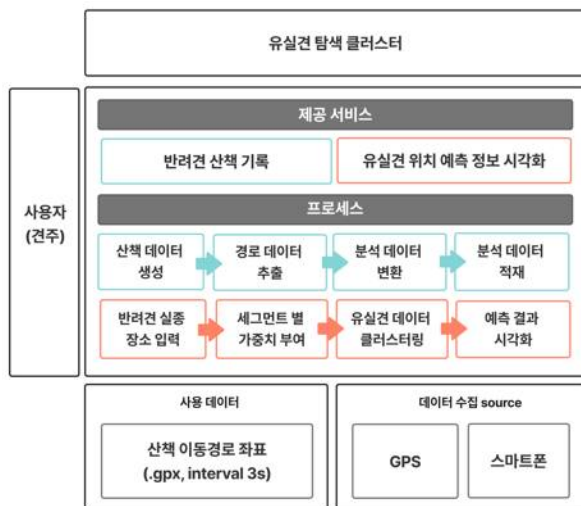 유실견 탐색 클러스터
사용자
(견주)
제공 서비스
반려견 산책 기록
유실견 위치 예측 정보 시각화
프로세스
산책 데이터
생성
경로 데이터
추출
분석 데이터
변환
분석 데이터
적재
반려견 실종
장소 입력
세그먼트 별
가중치 부여
유실견 데이터
클러스터링
예측 결과
시각화
사용 데이터
산책 이동경로 좌표
(.gpx, interval 3s)
데이터 수집 source
GPS
스마트폰